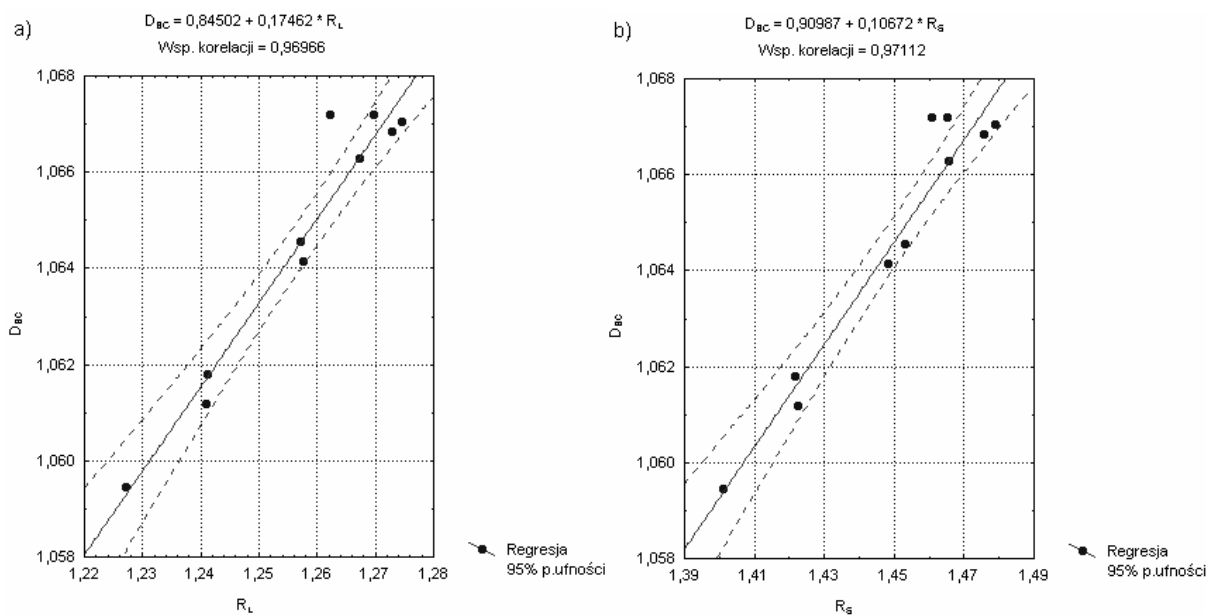 a)
D_BC = 0,84502 + 0,17462 * R_L
Wsp. korelacji = 0,96966
1,068
1,066
1,064
1,062
1,060
1,058
D_BC
1,22
1,23
1,24
1,25
1,26
1,27
1,28
R_L
Regresja
95% p.ufności
b)
D_BC = 0,90987 + 0,10672 * R_S
Wsp. korelacji = 0,97112
1,068
1,066
1,064
1,062
1,060
1,058
D_BC
1,39
1,41
1,43
1,45
1,47
1,49
R_S
Regresja
95% p.ufności